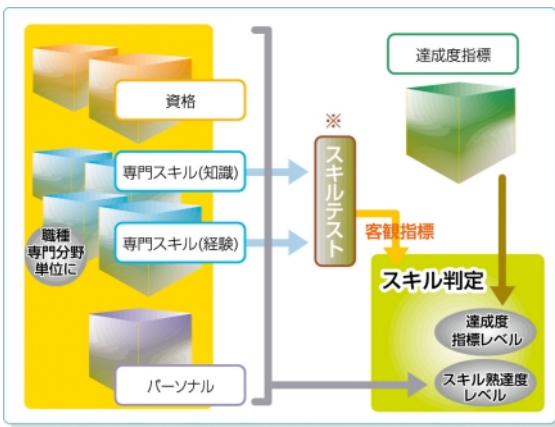 資格
専門スキル(知識)
専門スキル(経験)
職種
専門分野
単位に
パーソナル
※
スキルテスト
客観指標
達成度指標
スキル判定
達成度
指標レベル
スキル熟達度
レベル